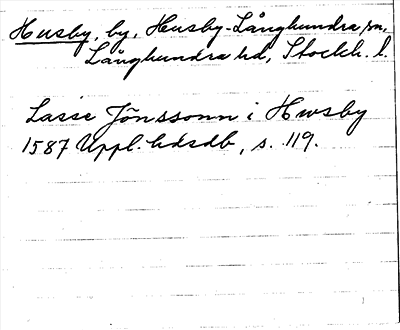 Husby, by, Husby-Långhundra sn,
Långhundra hd, Stockh. l.
Lasse Jönssonn i Hwsby
1587 Uppl. hdsdb, s. 119.